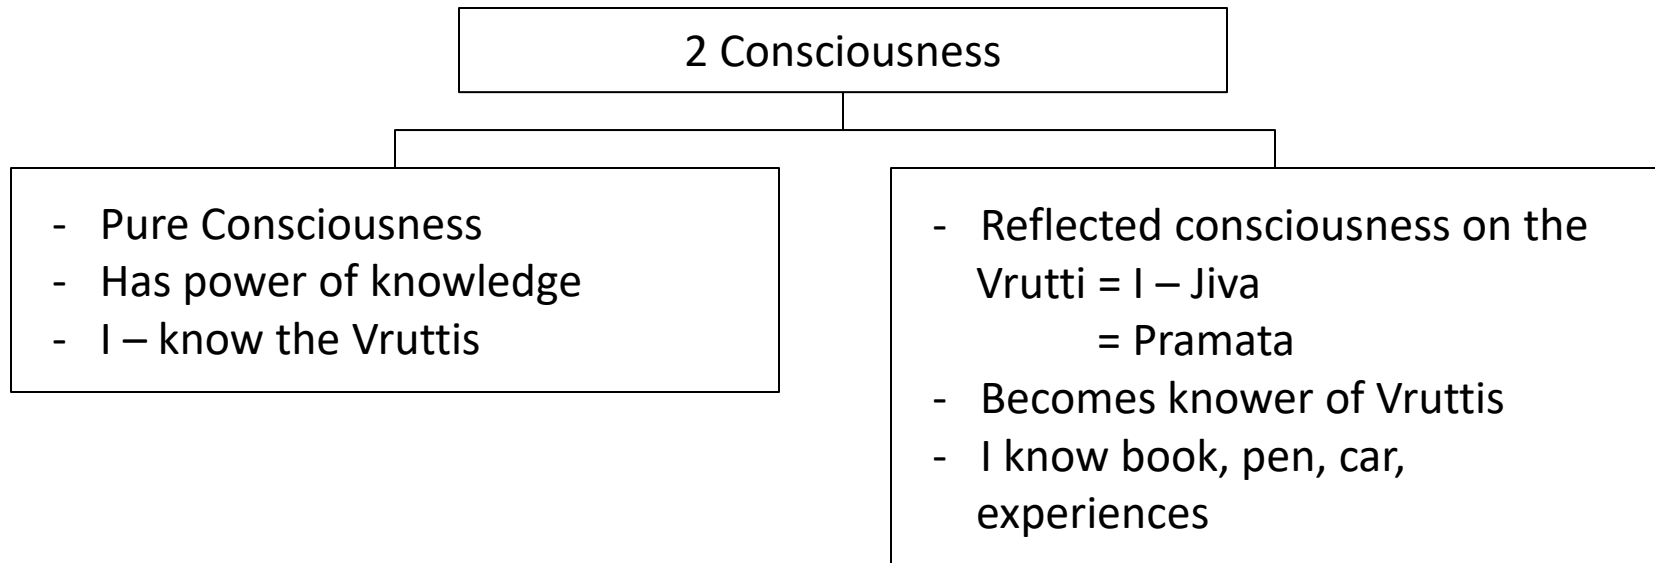 2 Consciousness
- Pure Consciousness
- Has power of knowledge
- I – know the Vruttis
- Reflected consciousness on the
Vrutti = I – Jiva
= Pramata
- Becomes knower of Vruttis
- I know book, pen, car,
experiences